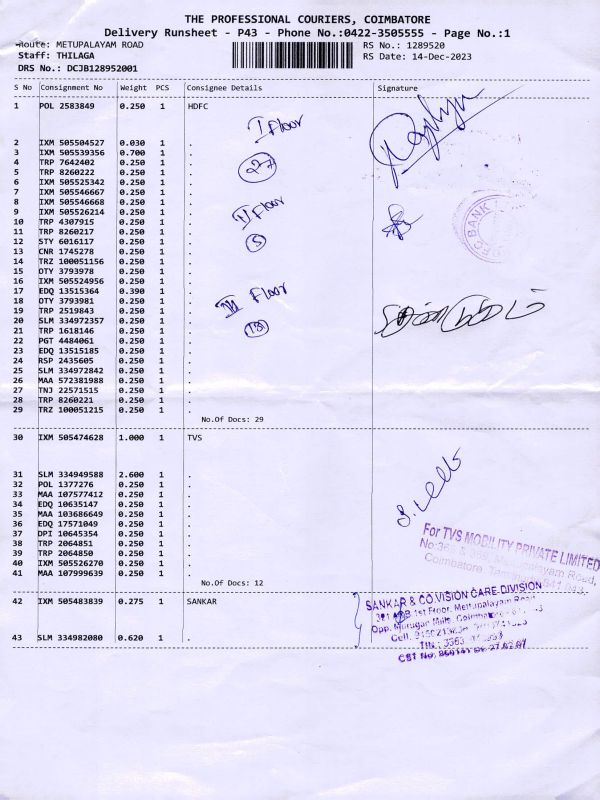 THE PROFESSIONAL COURIERS, COIMBATORE
Delivery Runsheet - P43 - Phone No.:0422-3505555 - Page No.:1
Route: METUPALAYAM ROAD
RS No.: 1289520
Staff: THILAGA
RS Date: 14-Dec-2023
DRS No.: DCJB128952001
S No Consignment No Weight PCS Consignee Details Signature
1 POL 2583849 0.250 1 HDFC
I Floor
2 IXM 505504527 0.030 1 .
3 IXM 505539356 0.700 1 .
4 TRP 7642402 0.250 1 .
27
5 TRP 8260222 0.250 1 .
6 IXM 505525342 0.250 1 .
7 IXM 505546667 0.250 1 .
8 IXM 505546668 0.250 1 .
II Floor
9 IXM 505526214 0.250 1 .
10 TRP 4307915 0.250 1 .
11 TRP 8260217 0.250 1 .
12 STY 6016117 0.250 1 .
5
13 CNR 1745278 0.250 1 .
14 TRZ 100051156 0.250 1 .
15 DTY 3793978 0.250 1 .
16 IXM 505524956 0.250 1 .
17 EDQ 13515364 0.390 1 .
Floor
18 DTY 3793981 0.250 1 .
19 TRP 2519843 0.250 1 .
20 SLM 334972357 0.250 1 .
21 TRP 1618146 0.250 1 .
22 PGT 4484061 0.250 1 .
23 EDQ 13515185 0.250 1 .
24 RSP 2435605 0.250 1 .
25 SLM 334972842 0.250 1 .
26 MAA 572381988 0.250 1 .
27 TNJ 22571515 0.250 1 .
28 TRP 8260221 0.250 1 .
29 TRZ 100051215 0.250 1 .
No.Of Docs: 29
30 IXM 505474628 1.000 1 TVS
31 SLM 334949588 2.600 1 .
32 POL 1377276 0.250 1 .
33 MAA 107577412 0.250 1 .
34 EDQ 10635147 0.250 1 .
35 MAA 103686649 0.250 1 .
36 EDQ 17571049 0.250 1 .
37 DPI 10645354 0.250 1 .
38 TRP 2064851 0.250 1 .
39 TRP 2064850 0.250 1 .
40 IXM 505526270 0.250 1 .
41 MAA 107999639 0.250 1 .
No.Of Docs: 12
For TVS MOBILITY PRIVATE LIMITED
Coimbatore,
42 IXM 505483839 0.275 1 SANKAR
SANKAR & CO.VISION CARE DIVISION
1st Floor, Mettupalayam Road
Opp. Murugan Mills, Coimbatore
Cell.
43 SLM 334982080 0.620 1 .
TIN :
CST No.